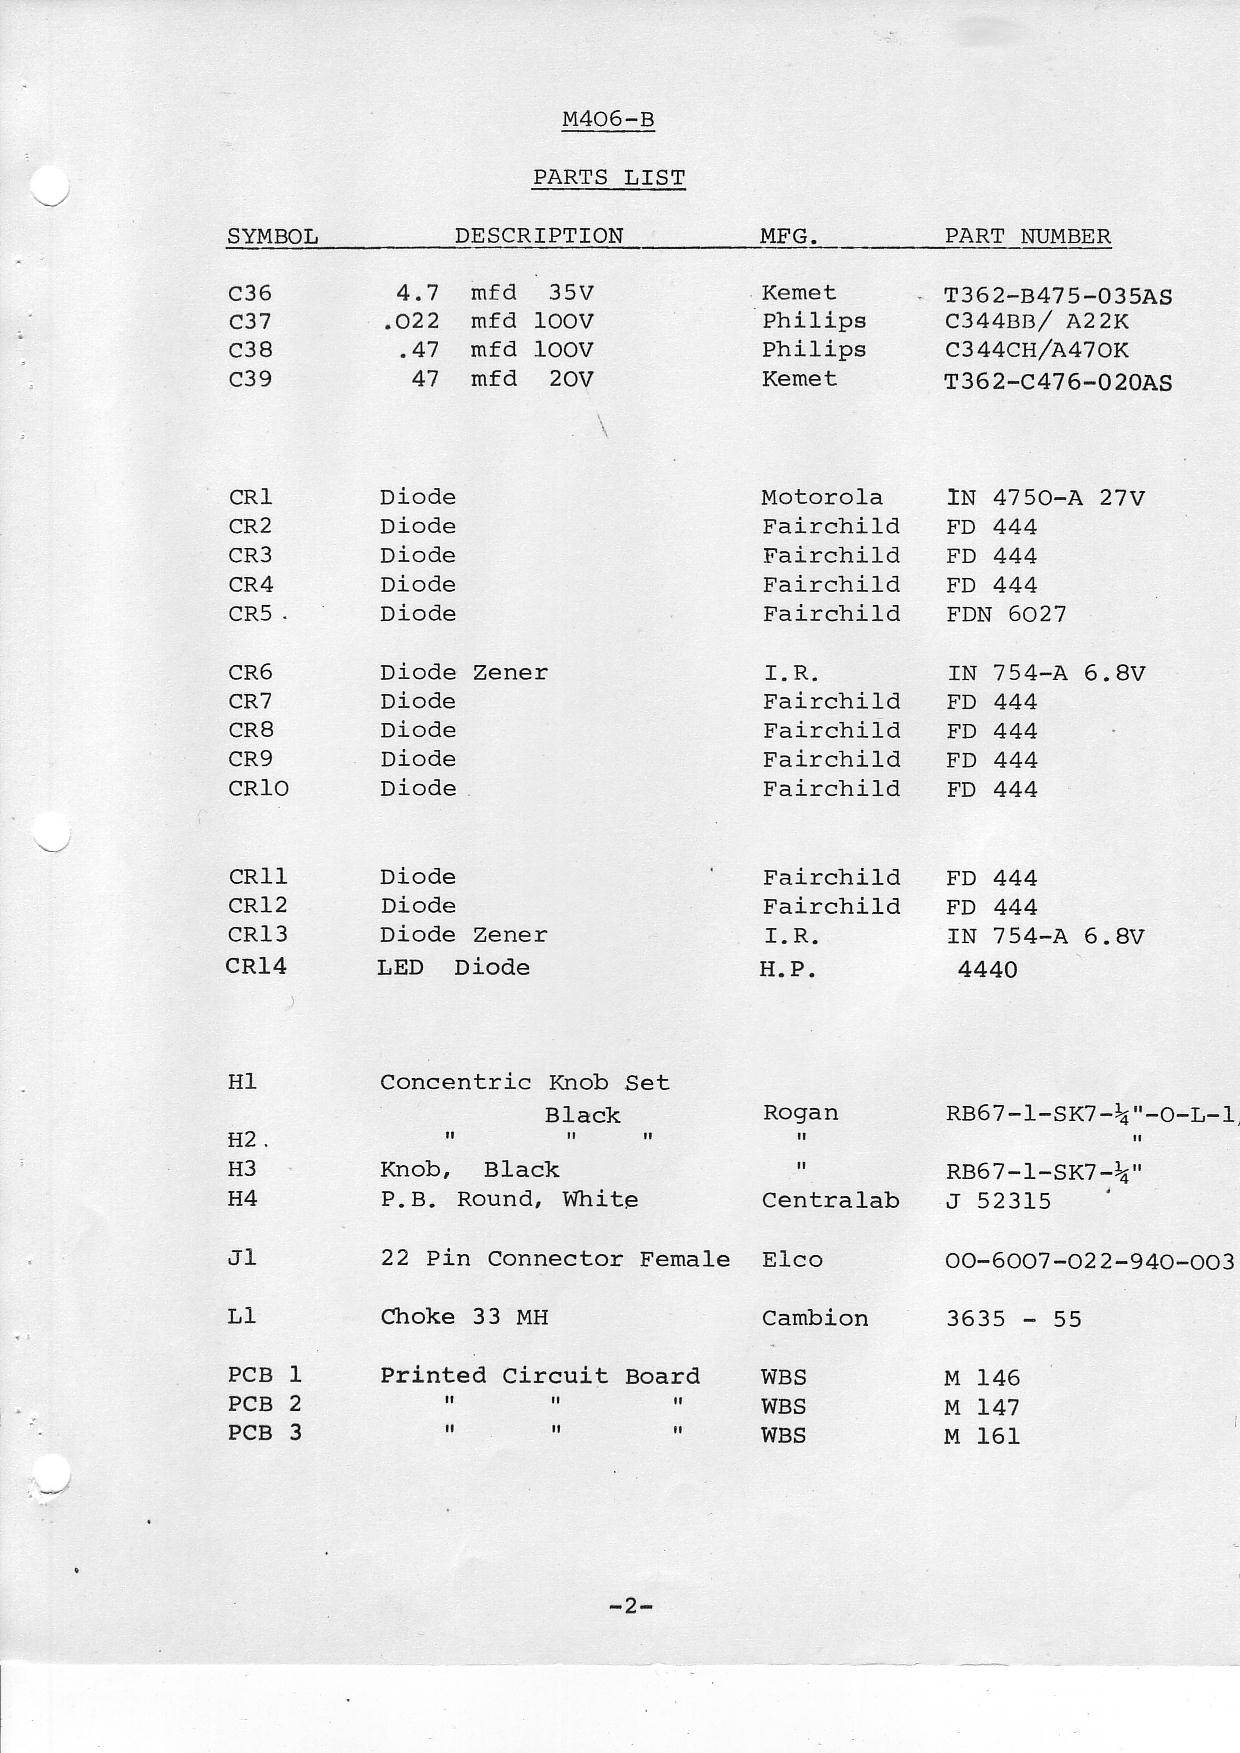 M406-B
PARTS LIST
SYMBOL DESCRIPTION MFG. PART NUMBER
C36 4.7 mfd 35V Kemet T362-B475-035AS
C37 .022 mfd 100V Philips C344BB/ A22K
C38 .47 mfd 100V Philips C344CH/A470K
C39 47 mfd 20V Kemet T362-C476-020AS
CR1 Diode Motorola IN 4750-A 27V
CR2 Diode Fairchild FD 444
CR3 Diode Fairchild FD 444
CR4 Diode Fairchild FD 444
CR5 Diode Fairchild FDN 6027
CR6 Diode Zener I.R. IN 754-A 6.8V
CR7 Diode Fairchild FD 444
CR8 Diode Fairchild FD 444
CR9 Diode Fairchild FD 444
CR10 Diode Fairchild FD 444
CR11 Diode Fairchild FD 444
CR12 Diode Fairchild FD 444
CR13 Diode Zener I.R. IN 754-A 6.8V
CR14 LED Diode H.P. 4440
H1 Concentric Knob Set
Black Rogan RB67-1-SK7-¼"-O-L-1/
H2 " " " " "
H3 Knob, Black " RB67-1-SK7-¼"
H4 P.B. Round, White Centralab J 52315
J1 22 Pin Connector Female Elco 00-6007-022-940-003
L1 Choke 33 MH Cambion 3635 - 55
PCB 1 Printed Circuit Board WBS M 146
PCB 2 " " " WBS M 147
PCB 3 " " " WBS M 161
-2-